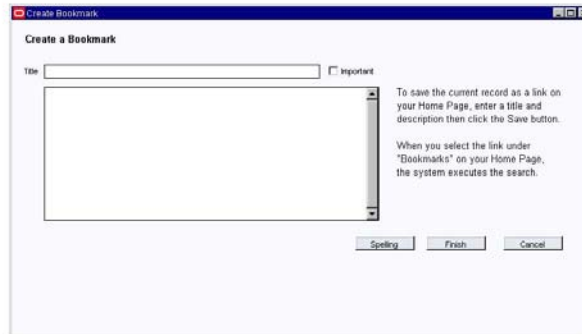 Create Bookmark
Create a Bookmark
Title
Important
To save the current record as a link on
your Home Page, enter a title and
description then click the Save button.
When you select the link under
"Bookmarks" on your Home Page,
the system executes the search.
Spelling
Finish
Cancel